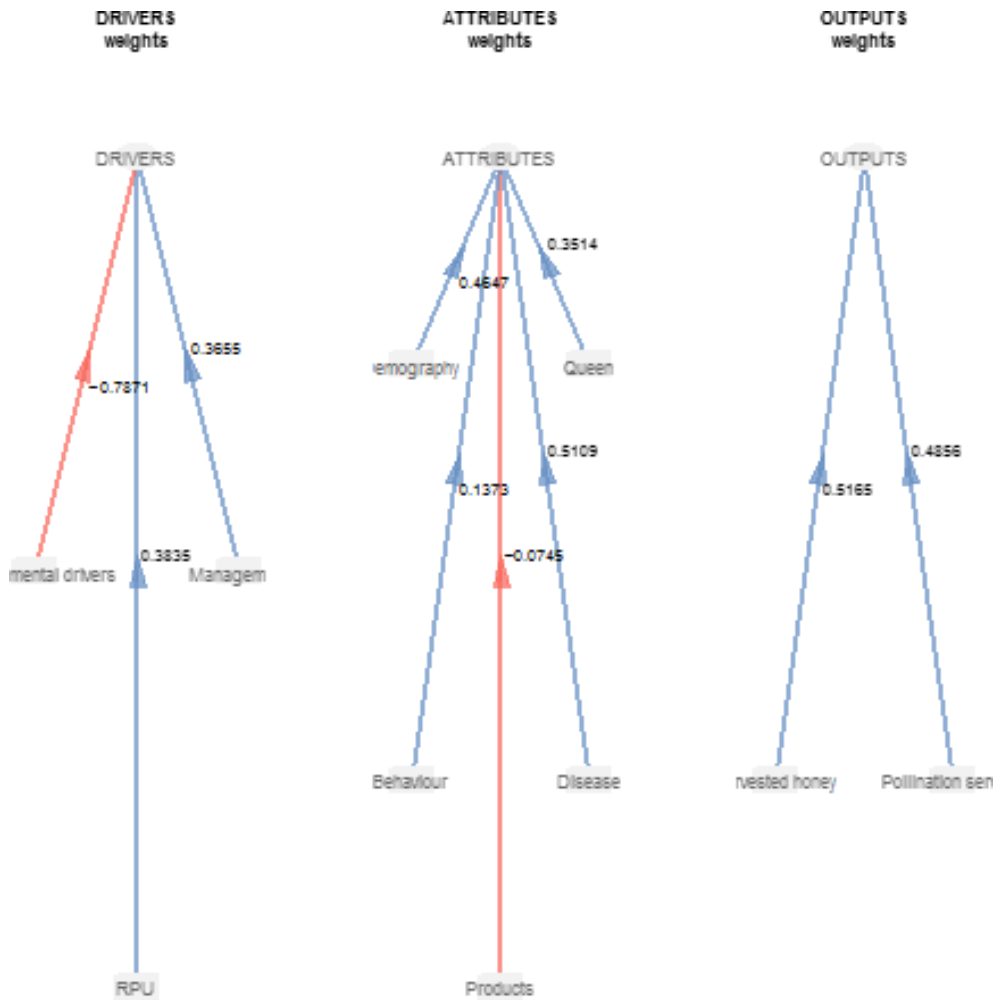 DRIVERS
weights
ATTRIBUTES
weights
OUTPUTS
weights
DRIVERS
ATTRIBUTES
OUTPUTS
0.3514
0.4647
0.3655
−0.7871
emography
Queen
0.5109
0.4856
0.1373
0.5165
0.3835
−0.0745
mental drivers
Managem
Behaviour
Disease
rvested honey
Pollination serv
RPU
Products